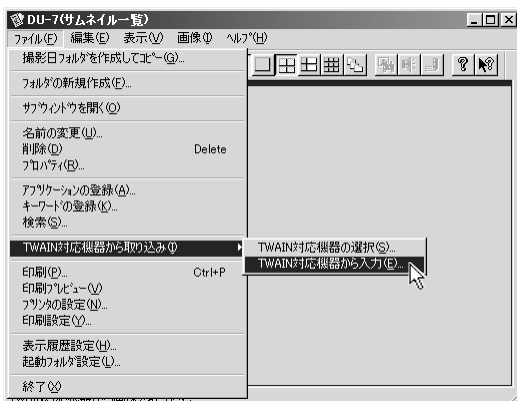 DU-7(サムネイル一覧)
ファイル(F) 編集(E) 表示(V) 画像(I) ヘルプ(H)
撮影日フォルダを作成してコピー(G)...
フォルダの新規作成(F)...
サブウィンドウを開く(O)
名前の変更(U)...
削除(D) Delete
プロパティ(R)...
アプリケーションの登録(A)...
キーワードの登録(K)...
検索(S)...
TWAIN対応機器から取り込み(I)
TWAIN対応機器の選択(S)...
TWAIN対応機器から入力(E)...
印刷(P)... Ctrl+P
印刷プレビュー(V)
プリンタの設定(N)...
印刷設定(Y)...
表示履歴設定(H)...
起動フォルダ設定(L)...
終了(X)